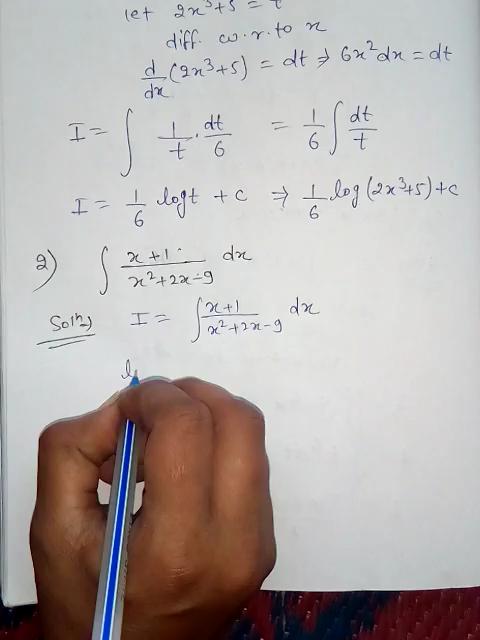 let 2x³+5 = t
diff. w.r. to x
d/dx (2x³+5) = dt ⇒ 6x²dx = dt
I = ∫ 1/t . dt/6 = 1/6 ∫ dt/t
I = 1/6 logt + c ⇒ 1/6 log(2x³+5)+c
2) ∫ x+1/x²+2x-9 dx
Soln) I = ∫ x+1/x²+2x-9 dx
l